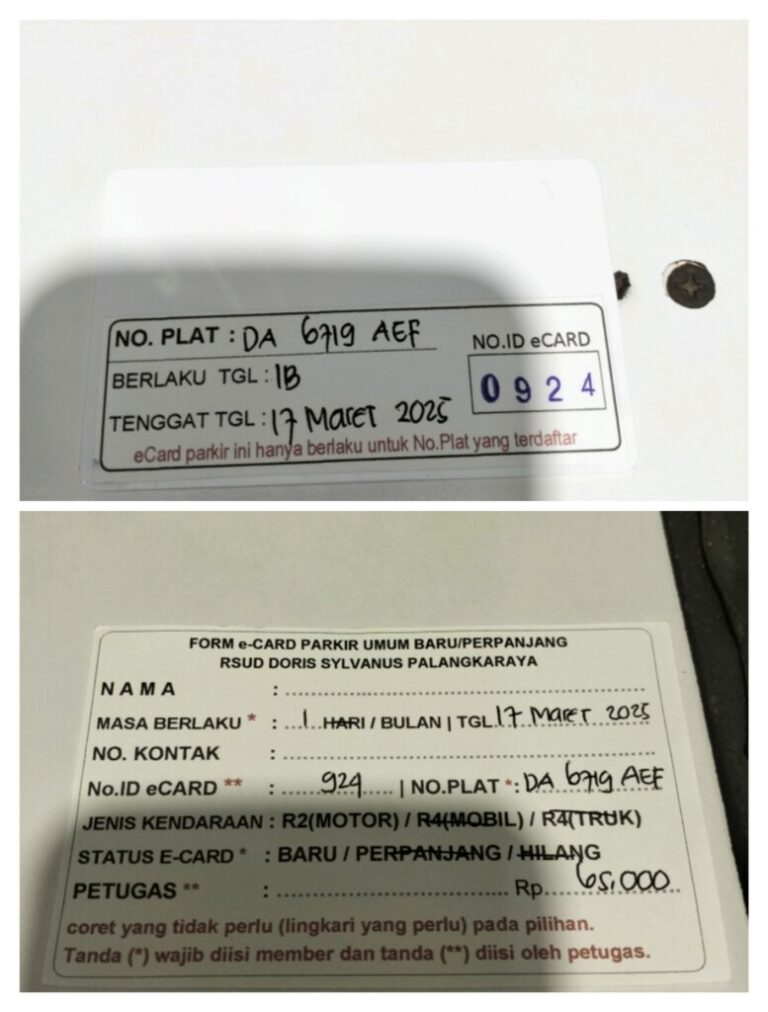 NO. PLAT : DA 6719 AEF
BERLAKU TGL : 1B
TENGGAT TGL : 17 Maret 2025
NO.ID eCARD
0924
eCard parkir ini hanya berlaku untuk No.Plat yang terdaftar
FORM e-CARD PARKIR UMUM BARU/PERPANJANG
RSUD DORIS SYLVANUS PALANGKARAYA
NAMA : ..........
MASA BERLAKU * : 1 HARI / BULAN | TGL. 17 Maret 2025
NO. KONTAK : ..........
No.ID eCARD ** : 924 | NO.PLAT *: DA 6719 AEF
JENIS KENDARAAN : R2(MOTOR) / R4(MOBIL) / R4(TRUK)
STATUS E-CARD * : BARU / PERPANJANG / HILANG
PETUGAS ** : .......... Rp. 65.000
coret yang tidak perlu (lingkari yang perlu) pada pilihan.
Tanda (*) wajib diisi member dan tanda (**) diisi oleh petugas.